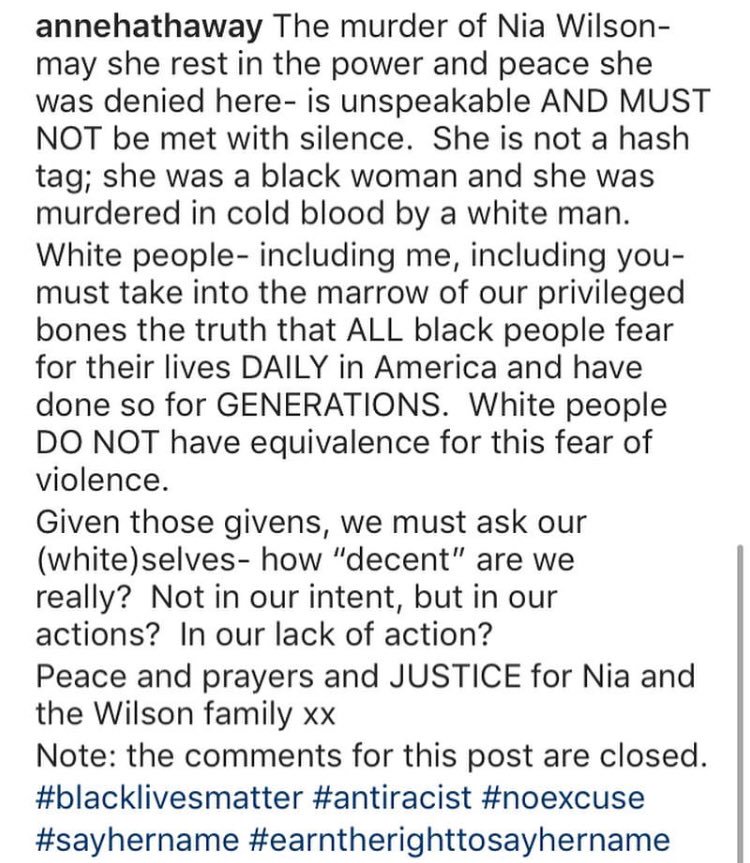 annehathaway The murder of Nia Wilson-
may she rest in the power and peace she
was denied here- is unspeakable AND MUST
NOT be met with silence.  She is not a hash
tag; she was a black woman and she was
murdered in cold blood by a white man.
White people- including me, including you-
must take into the marrow of our privileged
bones the truth that ALL black people fear
for their lives DAILY in America and have
done so for GENERATIONS.  White people
DO NOT have equivalence for this fear of
violence.
Given those givens, we must ask our
(white)selves- how “decent” are we
really?  Not in our intent, but in our
actions?  In our lack of action?
Peace and prayers and JUSTICE for Nia and
the Wilson family xx
Note: the comments for this post are closed.
#blacklivesmatter #antiracist #noexcuse
#sayhername #earntherighttosayhername